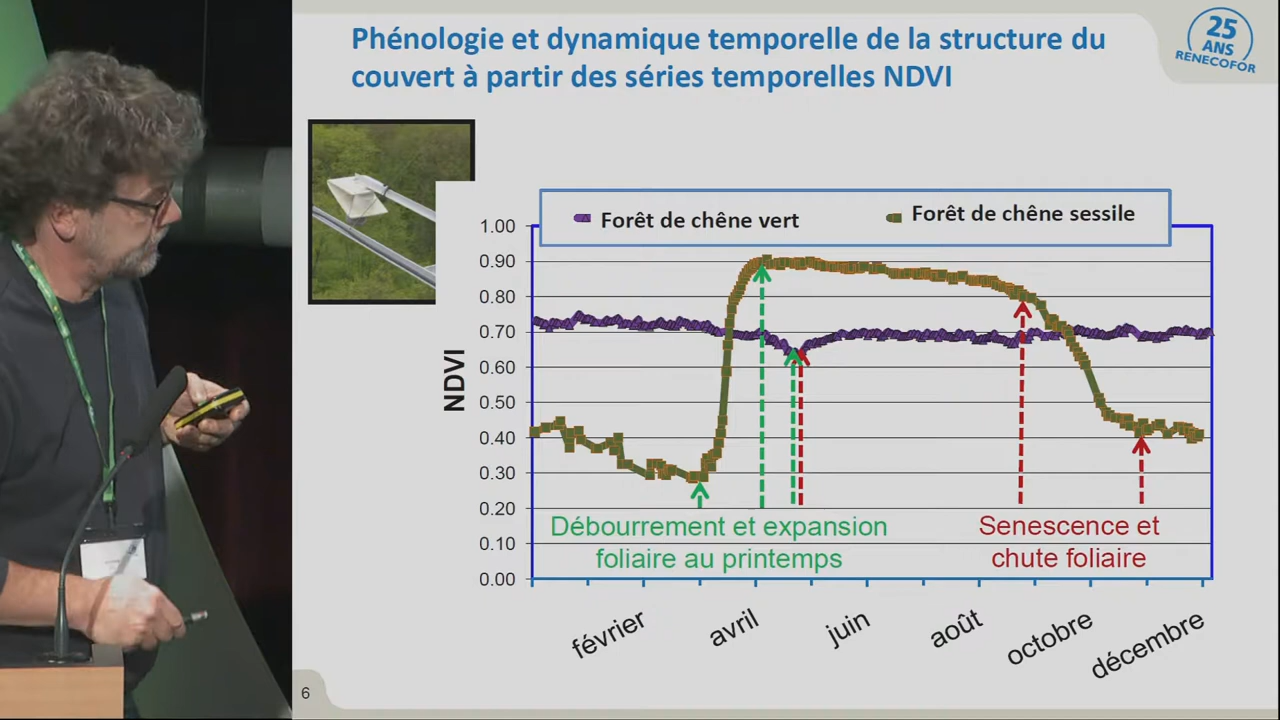 Phénologie et dynamique temporelle de la structure du
couvert à partir des séries temporelles NDVI
25
ANS
RENECOFOR
Forêt de chêne vert
Forêt de chêne sessile
NDVI
1.00
0.90
0.80
0.70
0.60
0.50
0.40
0.30
0.20
0.10
0.00
Débourrement et expansion
foliaire au printemps
Senescence et
chute foliaire
février
avril
juin
août
octobre
décembre
6